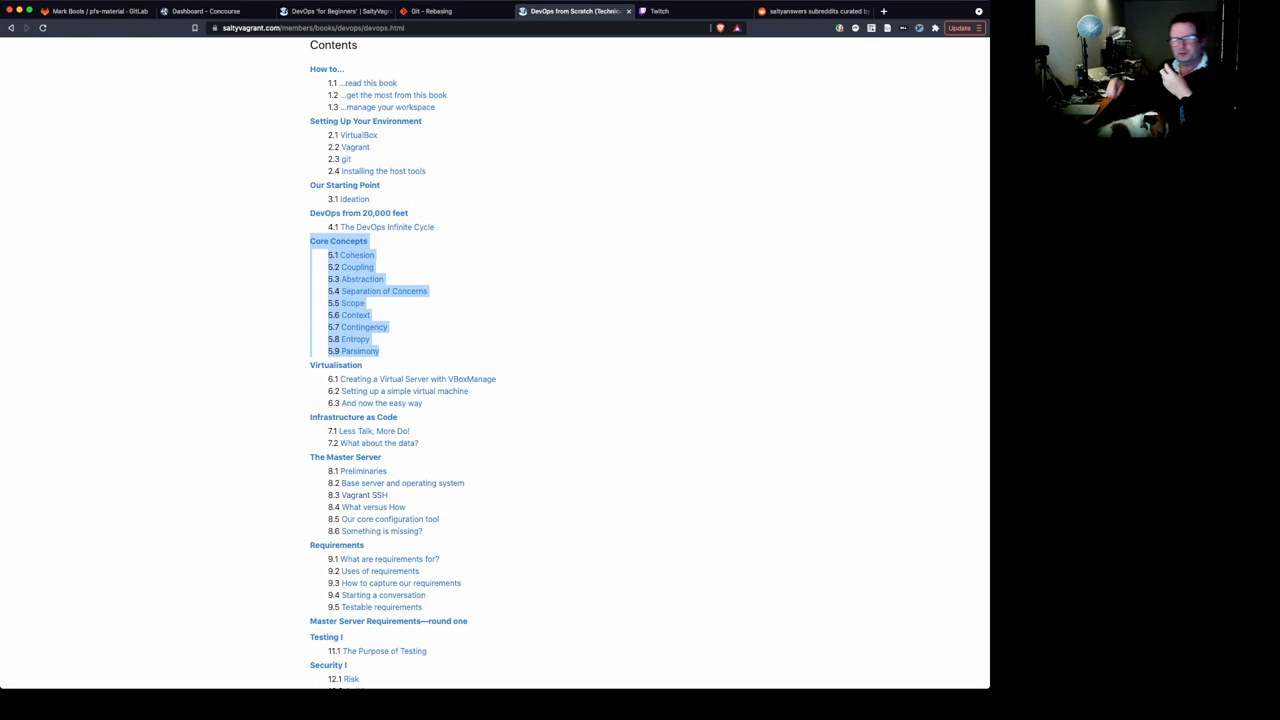 Mark Bools / pfs-material · GitLab
Dashboard - Concourse
DevOps 'for Beginners' | SaltyVagr
Git - Rebasing
DevOps from Scratch (Technica
Twitch
saltyanswers subreddits curated by
Update
saltyvagrant.com/members/books/devops/devops.html
Contents
How to...
1.1 ...read this book
1.2 ...get the most from this book
1.3 ...manage your workspace
Setting Up Your Environment
2.1 VirtualBox
2.2 Vagrant
2.3 git
2.4 Installing the host tools
Our Starting Point
3.1 Ideation
DevOps from 20,000 feet
4.1 The DevOps Infinite Cycle
Core Concepts
5.1 Cohesion
5.2 Coupling
5.3 Abstraction
5.4 Separation of Concerns
5.5 Scope
5.6 Context
5.7 Contingency
5.8 Entropy
5.9 Parsimony
Virtualisation
6.1 Creating a Virtual Server with VBoxManage
6.2 Setting up a simple virtual machine
6.3 And now the easy way
Infrastructure as Code
7.1 Less Talk, More Do!
7.2 What about the data?
The Master Server
8.1 Preliminaries
8.2 Base server and operating system
8.3 Vagrant SSH
8.4 What versus How
8.5 Our core configuration tool
8.6 Something is missing?
Requirements
9.1 What are requirements for?
9.2 Uses of requirements
9.3 How to capture our requirements
9.4 Starting a conversation
9.5 Testable requirements
Master Server Requirements—round one
Testing I
11.1 The Purpose of Testing
Security I
12.1 Risk